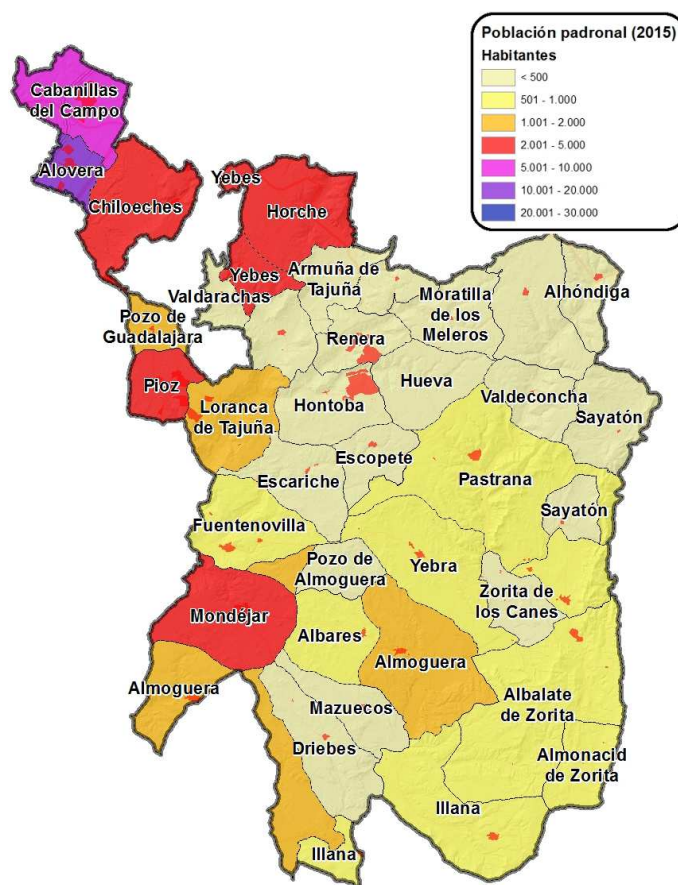 Población padronal (2015)
Habitantes
< 500
501 - 1.000
1.001 - 2.000
2.001 - 5.000
5.001 - 10.000
10.001 - 20.000
20.001 - 30.000
Cabanillas
del Campo
Alovera
Chiloeches
Yebes
Horche
Yebes
Armuña de
Tajuña
Valdarachas
Moratilla
de los
Meleros
Alhóndiga
Pozo de
Guadalajara
Renera
Pioz
Loranca
de Tajuña
Hontoba
Hueva
Valdeconcha
Sayatón
Escopete
Escariche
Pastrana
Sayatón
Fuentenovilla
Pozo de
Almoguera
Yebra
Zorita de
los Canes
Mondéjar
Albares
Almoguera
Almoguera
Albalate
de Zorita
Mazuecos
Driebes
Almonacid
de Zorita
Illana
Illana